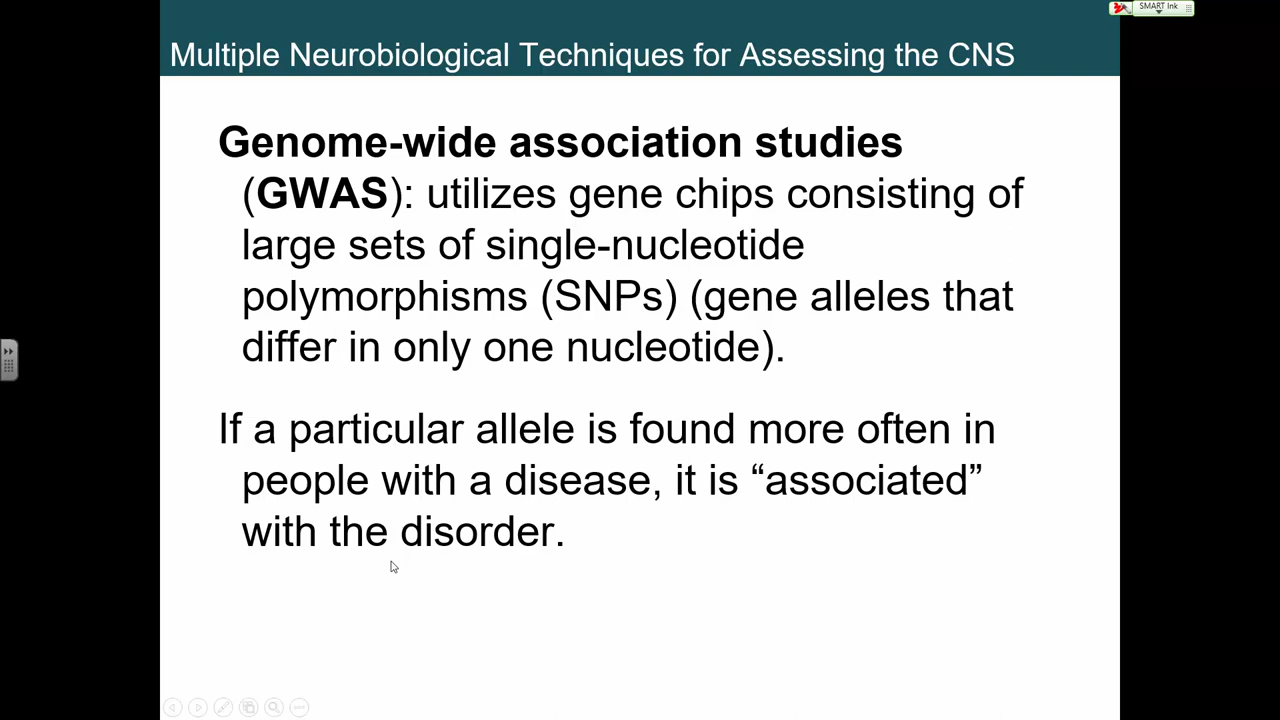 SMART Ink
Multiple Neurobiological Techniques for Assessing the CNS
Genome-wide association studies
(GWAS): utilizes gene chips consisting of
large sets of single-nucleotide
polymorphisms (SNPs) (gene alleles that
differ in only one nucleotide).
If a particular allele is found more often in
people with a disease, it is “associated”
with the disorder.